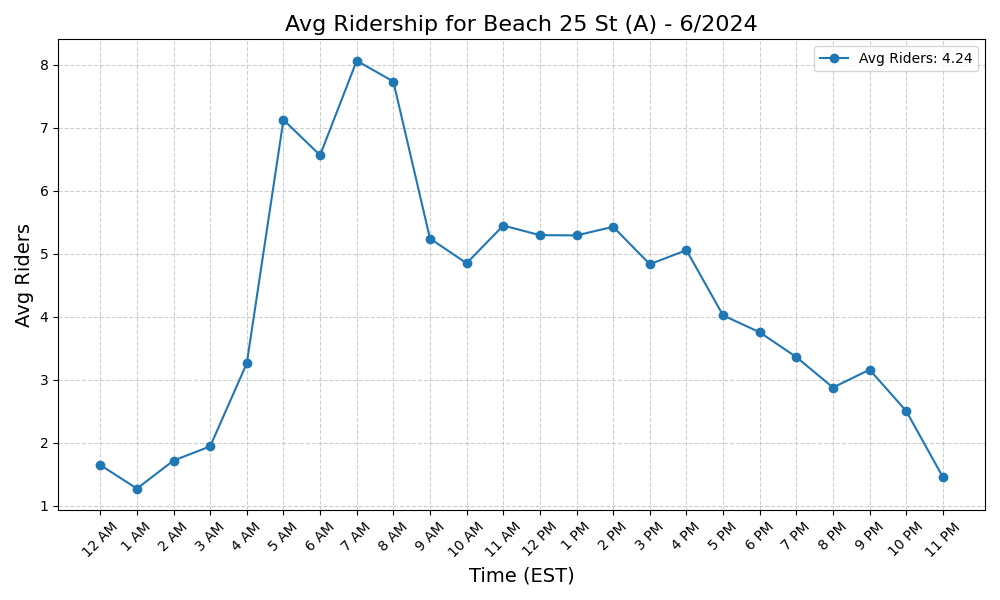 Avg Ridership for Beach 25 St (A) - 6/2024
Avg Riders: 4.24
Avg Riders
8
7
6
5
4
3
2
1
12 AM
1 AM
2 AM
3 AM
4 AM
5 AM
6 AM
7 AM
8 AM
9 AM
10 AM
11 AM
12 PM
1 PM
2 PM
3 PM
4 PM
5 PM
6 PM
7 PM
8 PM
9 PM
10 PM
11 PM
Time (EST)